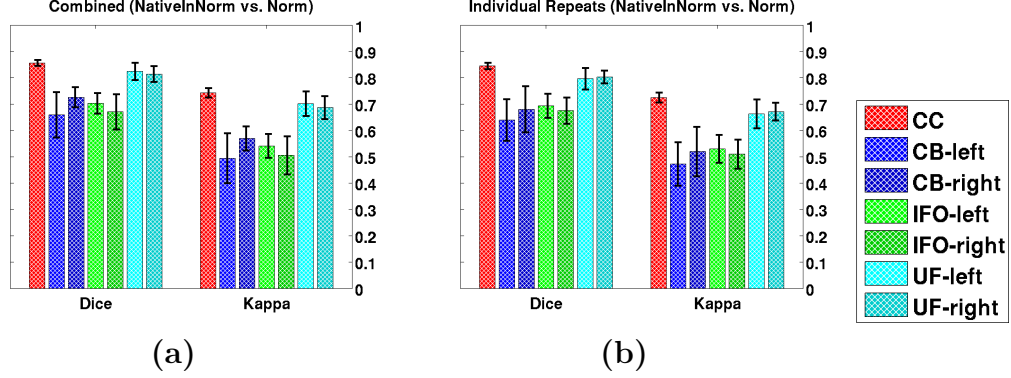 Combined (NativeInNorm vs. Norm)
1
0.9
0.8
0.7
0.6
0.5
0.4
0.3
0.2
0.1
0
Dice
Kappa
(a)
Individual Repeats (NativeInNorm vs. Norm)
1
0.9
0.8
0.7
0.6
0.5
0.4
0.3
0.2
0.1
0
Dice
Kappa
(b)
CC
CB-left
CB-right
IFO-left
IFO-right
UF-left
UF-right